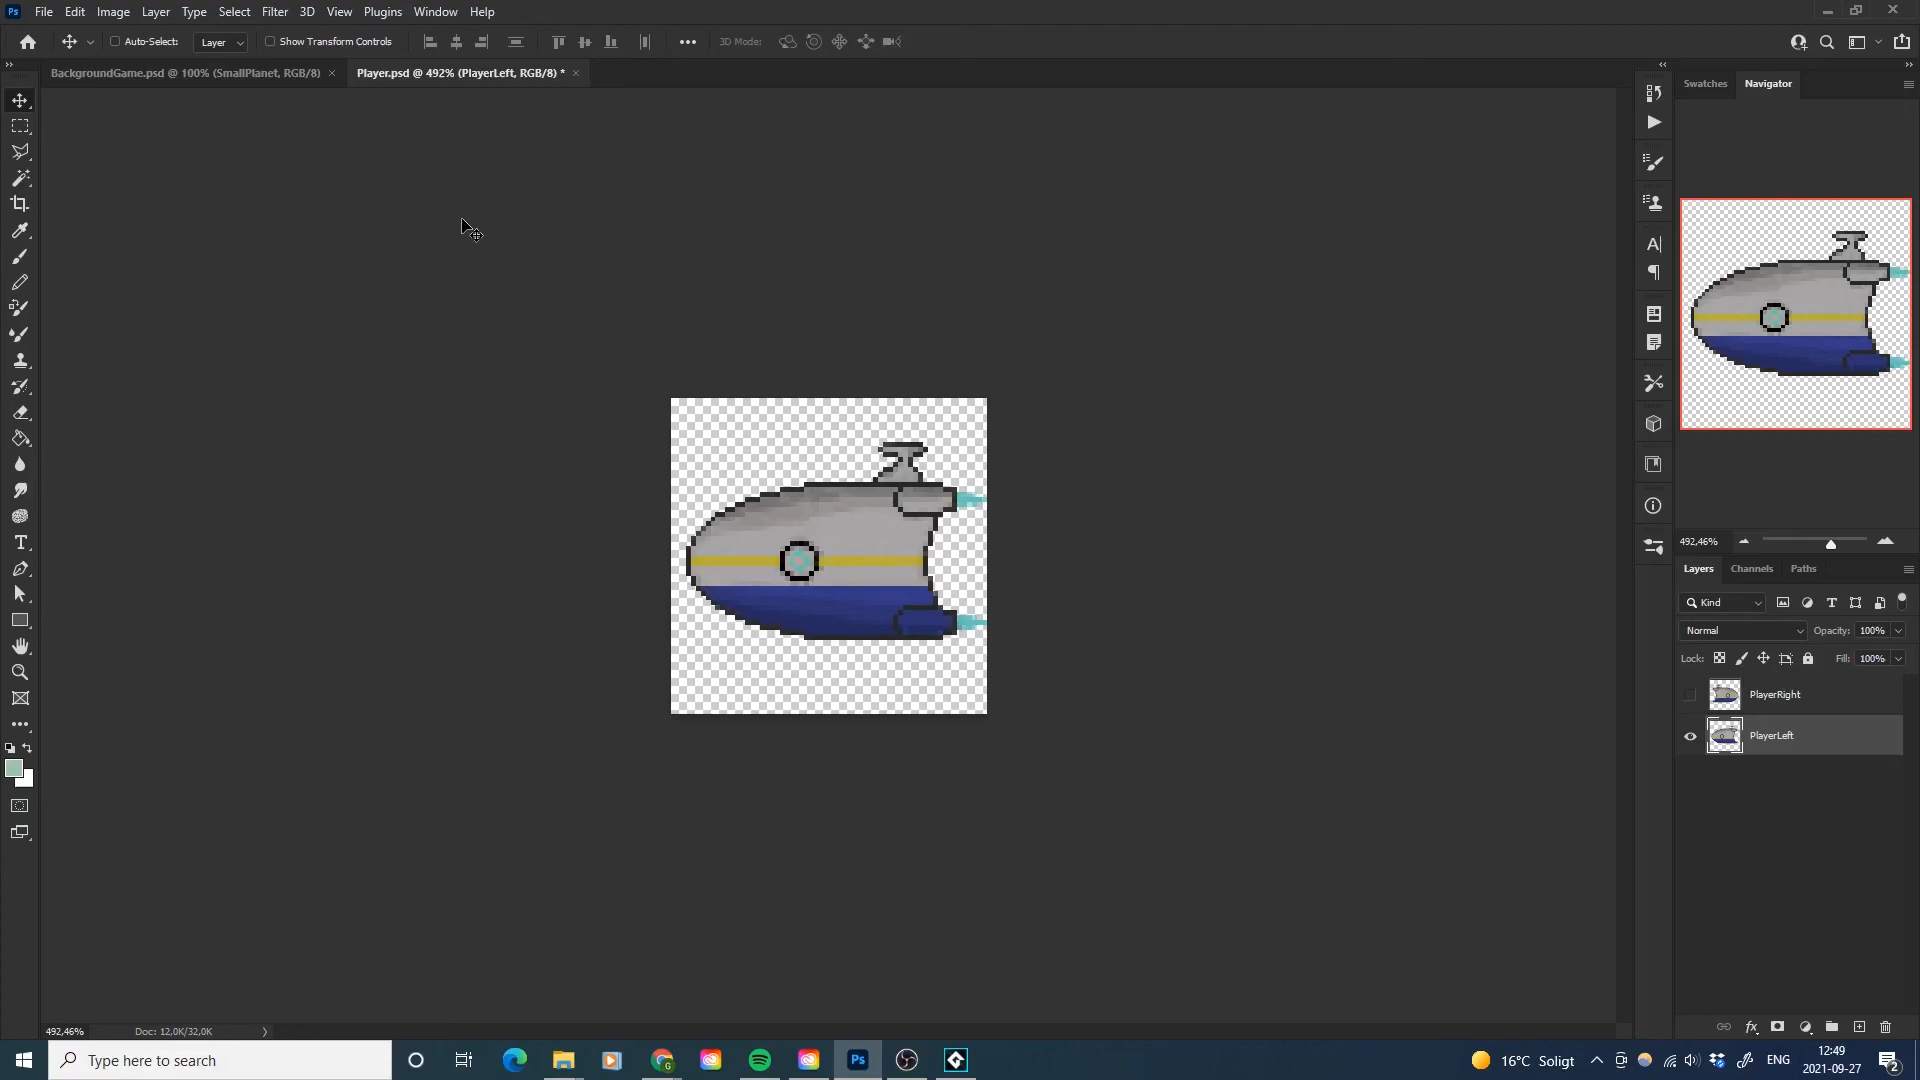 Ps File Edit Image Layer Type Select Filter 3D View Plugins Window Help
Auto-Select: Layer Show Transform Controls 3D Mode:
BackgroundGame.psd @ 100% (SmallPlanet, RGB/8) × Player.psd @ 492% (PlayerLeft, RGB/8) * ×
Swatches Navigator
492,46%
Layers Channels Paths
Kind
Normal Opacity: 100%
Lock: Fill: 100%
PlayerRight
PlayerLeft
492,46% Doc: 12,0K/32,0K
Type here to search
Ps
16°C Soligt
ENG
12:49
2021-09-27
2